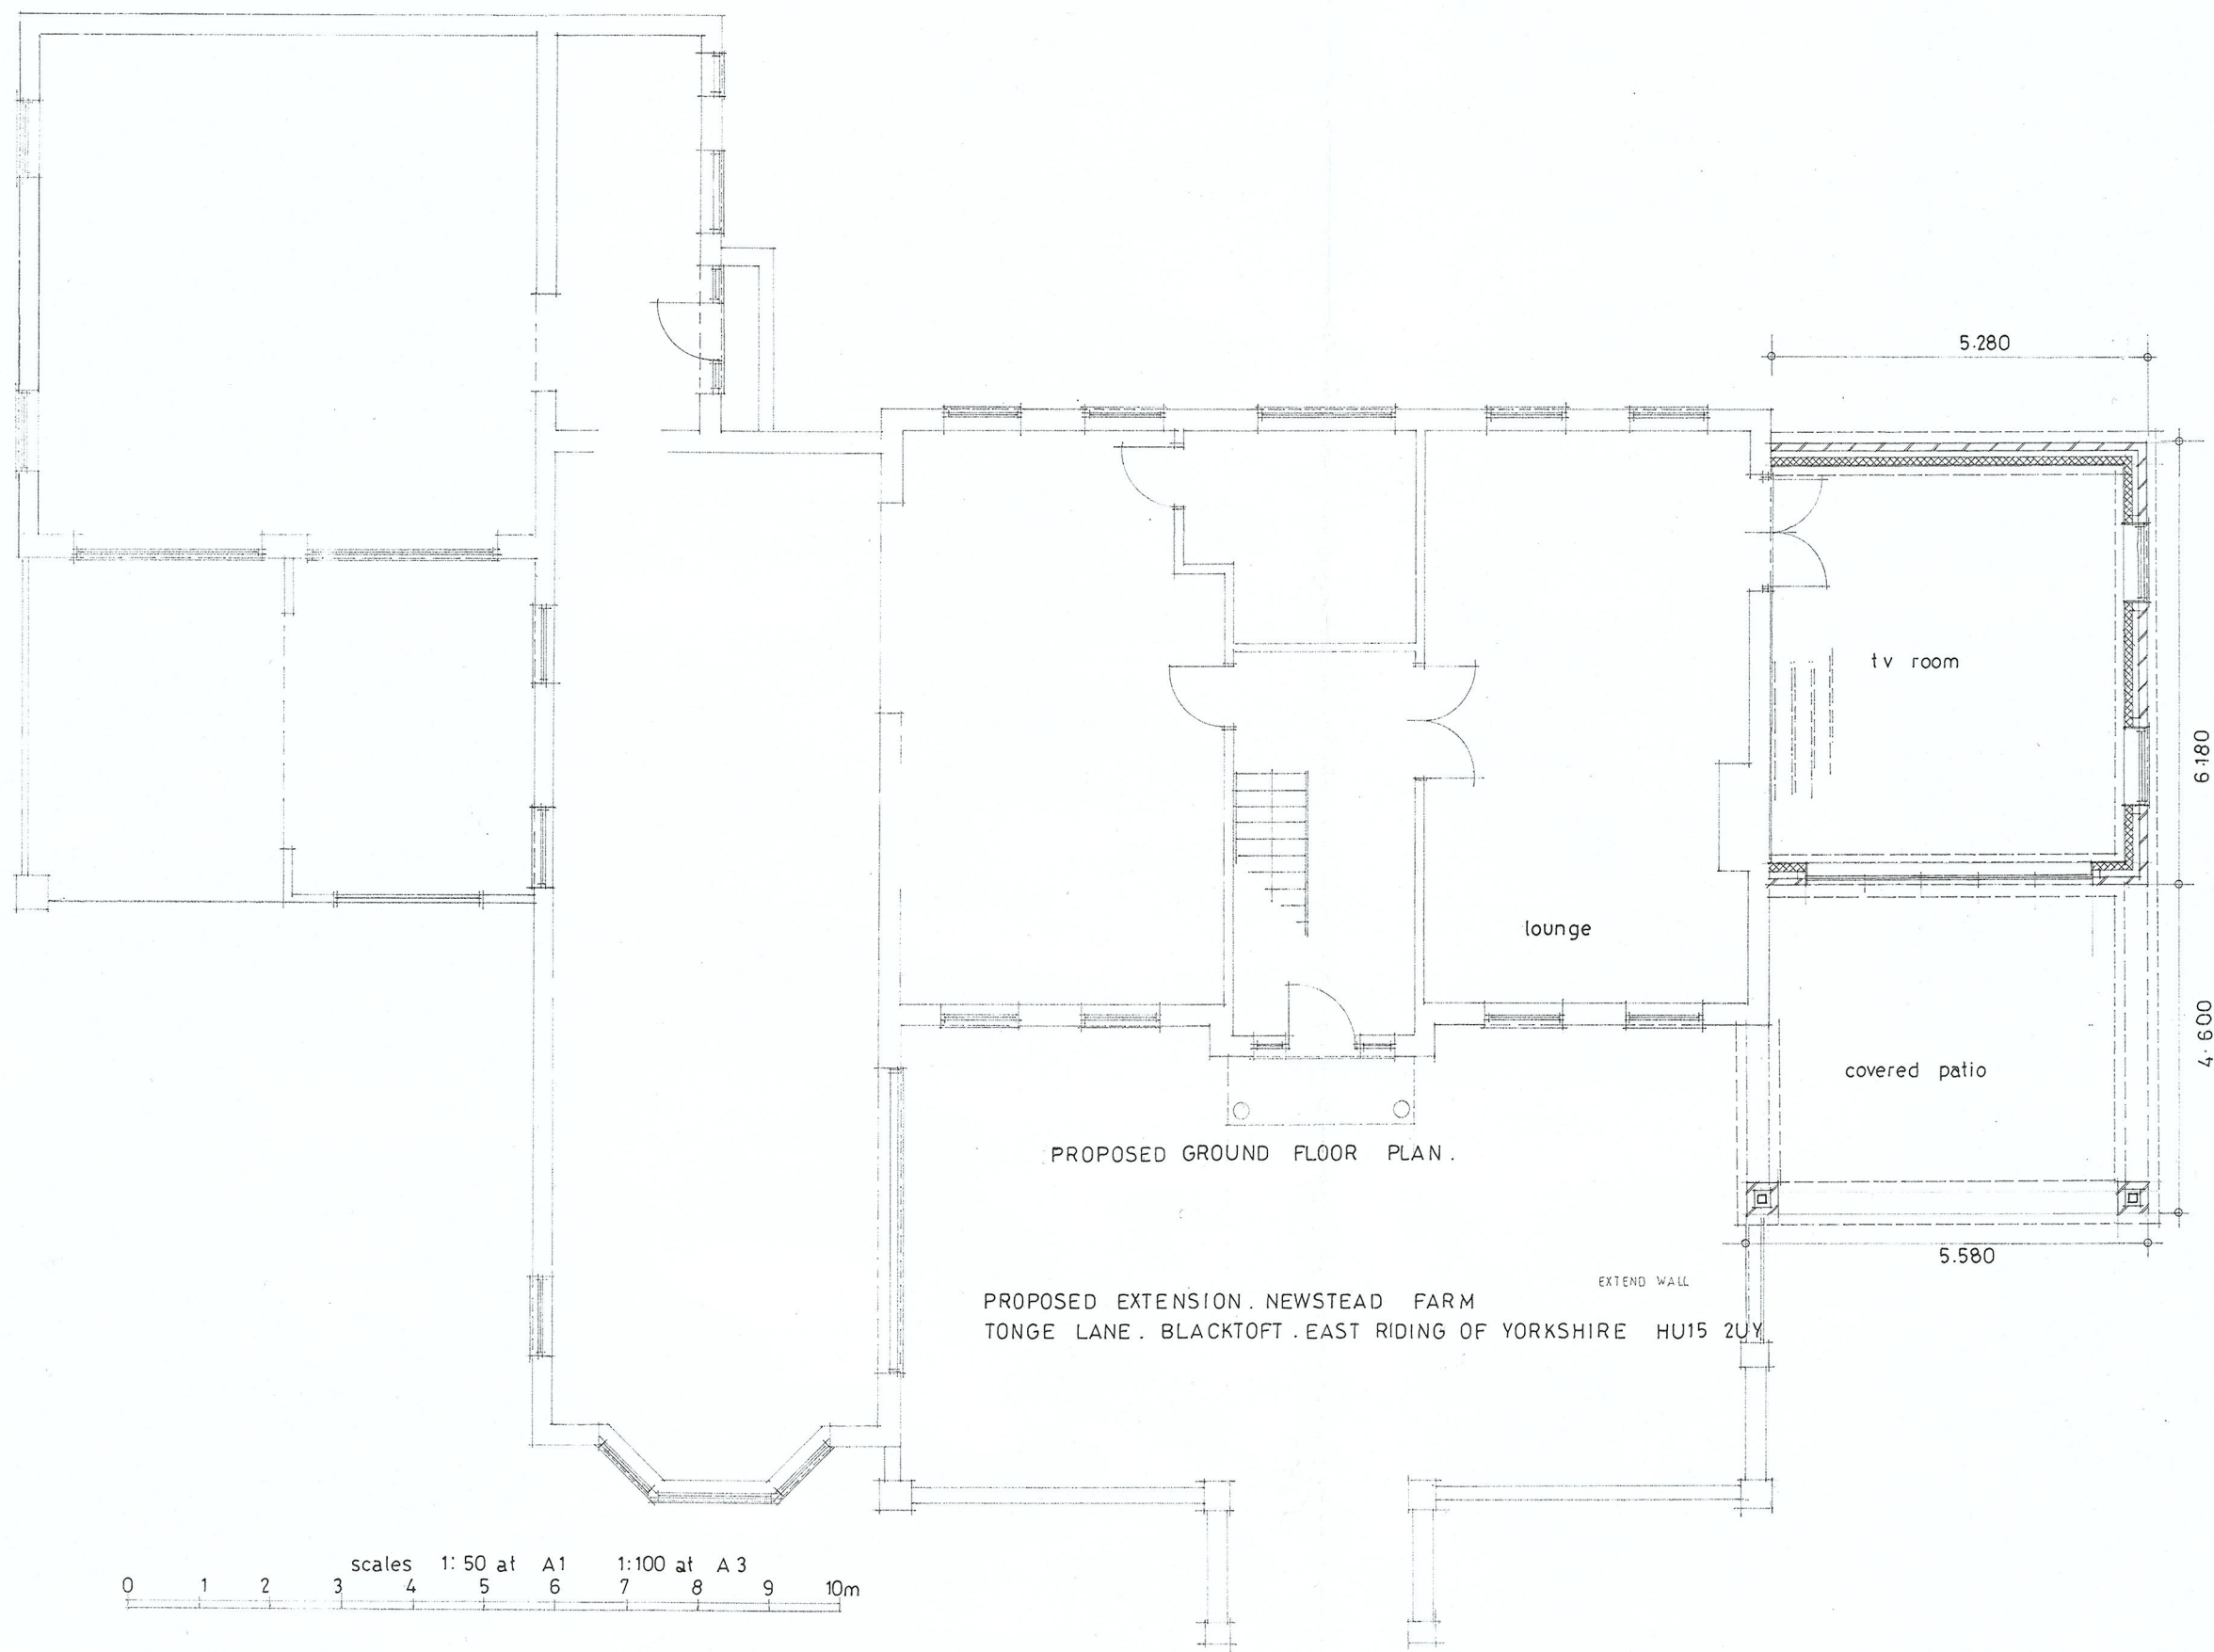 5.280
tv room
6.180
lounge
4.600
covered patio
PROPOSED GROUND FLOOR PLAN.
5.580
EXTEND WALL
PROPOSED EXTENSION. NEWSTEAD FARM
TONGE LANE. BLACKTOFT. EAST RIDING OF YORKSHIRE HU15 2UY
scales 1:50 at A1 1:100 at A3
0 1 2 3 4 5 6 7 8 9 10m